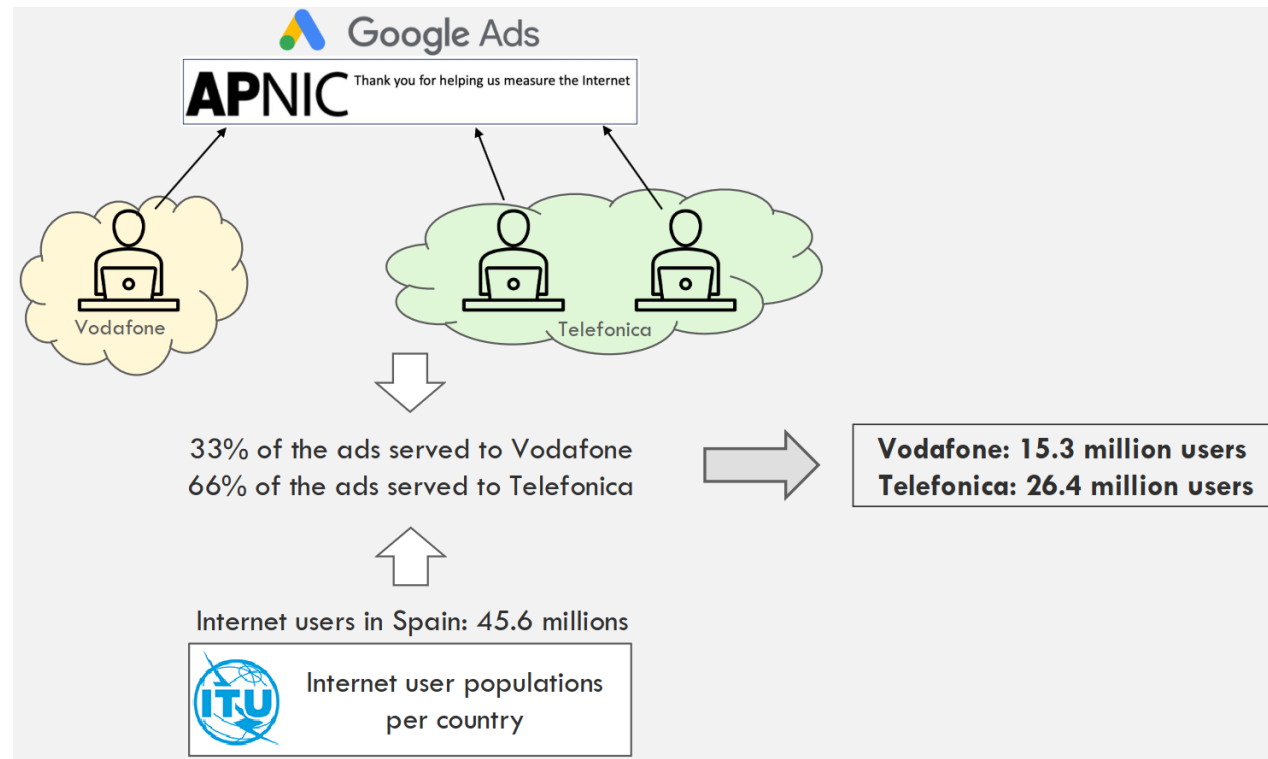 Google Ads
APNIC Thank you for helping us measure the Internet
Vodafone
Telefonica
33% of the ads served to Vodafone
66% of the ads served to Telefonica
Vodafone: 15.3 million users
Telefonica: 26.4 million users
Internet users in Spain: 45.6 millions
ITU
Internet user populations
per country